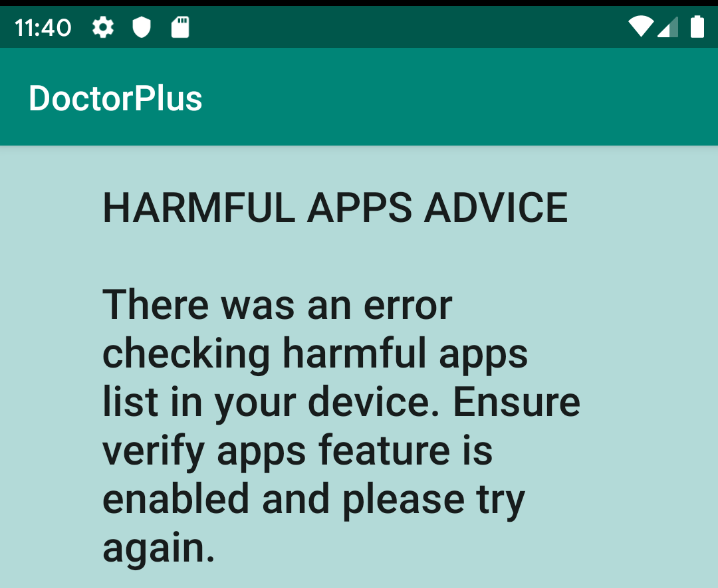 11:40
DoctorPlus
HARMFUL APPS ADVICE
There was an error
checking harmful apps
list in your device. Ensure
verify apps feature is
enabled and please try
again.